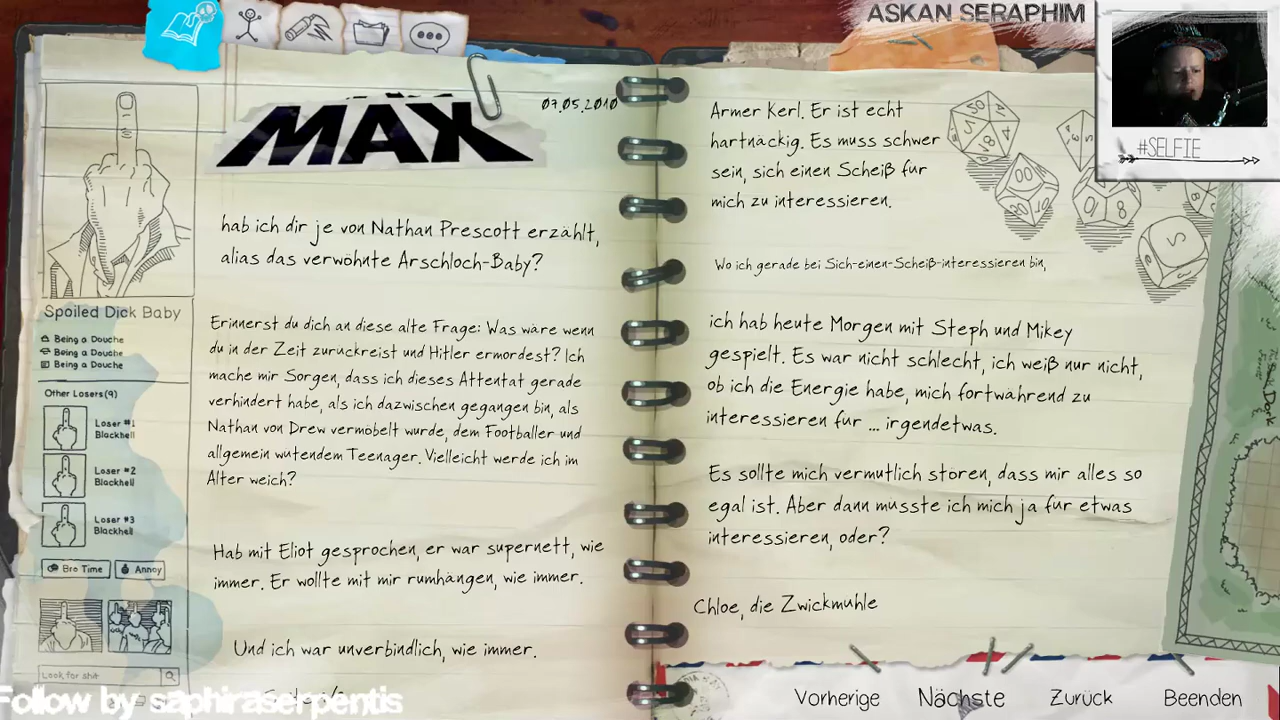 ASKAN SERAPHIM
#SELFIE
MAX
07.05.2010
hab ich dir je von Nathan Prescott erzählt,
alias das verwöhnte Arschloch-Baby?
Erinnerst du dich an diese alte Frage: Was wäre wenn
du in der Zeit zurückreist und Hitler ermordest? Ich
mache mir Sorgen, dass ich dieses Attentat gerade
verhindert habe, als ich dazwischen gegangen bin, als
Nathan von Drew vermöbelt wurde, dem Footballer und
allgemein wütendem Teenager. Vielleicht werde ich im
Alter weich?
Hab mit Eliot gesprochen, er war supernett, wie
immer. Er wollte mit mir rumhängen, wie immer.
Und ich war unverbindlich, wie immer.
Spoiled Dick Baby
Being a Douche
Being a Douche
Being a Douche
Other Losers(9)
Loser #1
Blackhell
Loser #2
Blackhell
Loser #3
Blackhell
Bro Time
Annoy
Look for shit
Armer Kerl. Er ist echt
hartnäckig. Es muss schwer
sein, sich einen Scheiß für
mich zu interessieren.
Wo ich gerade bei Sich-einen-Scheiß-interessieren bin,
ich hab heute Morgen mit Steph und Mikey
gespielt. Es war nicht schlecht, ich weiß nur nicht,
ob ich die Energie habe, mich fortwährend zu
interessieren für ... irgendetwas.
Es sollte mich vermutlich stören, dass mir alles so
egal ist. Aber dann müsste ich mich ja für etwas
interessieren, oder?
Chloe, die Zwickmühle
Follow by saphiraserpentis
Vorherige
Nächste
Zurück
Beenden